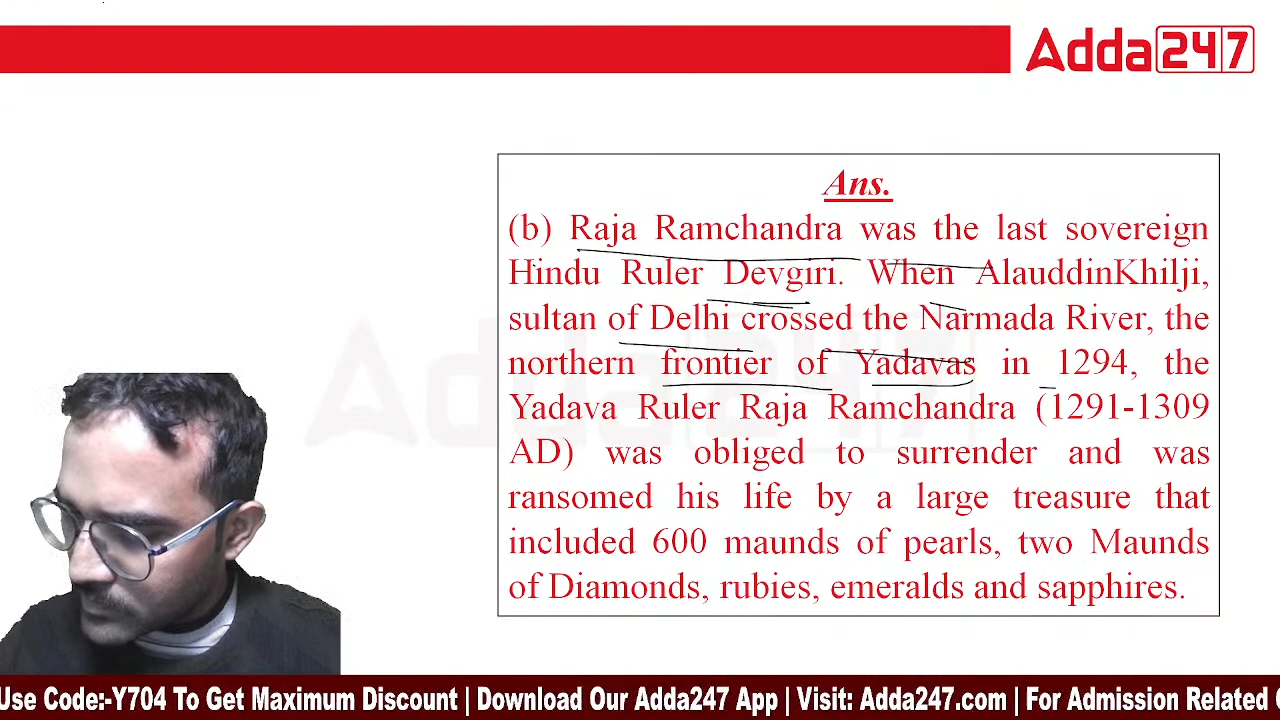 Adda247
Ans.
(b) Raja Ramchandra was the last sovereign
Hindu Ruler Devgiri. When AlauddinKhilji,
sultan of Delhi crossed the Narmada River, the
northern frontier of Yadavas in 1294, the
Yadava Ruler Raja Ramchandra (1291-1309
AD) was obliged to surrender and was
ransomed his life by a large treasure that
included 600 maunds of pearls, two Maunds
of Diamonds, rubies, emeralds and sapphires.
Use Code:-Y704 To Get Maximum Discount | Download Our Adda247 App | Visit: Adda247.com | For Admission Related